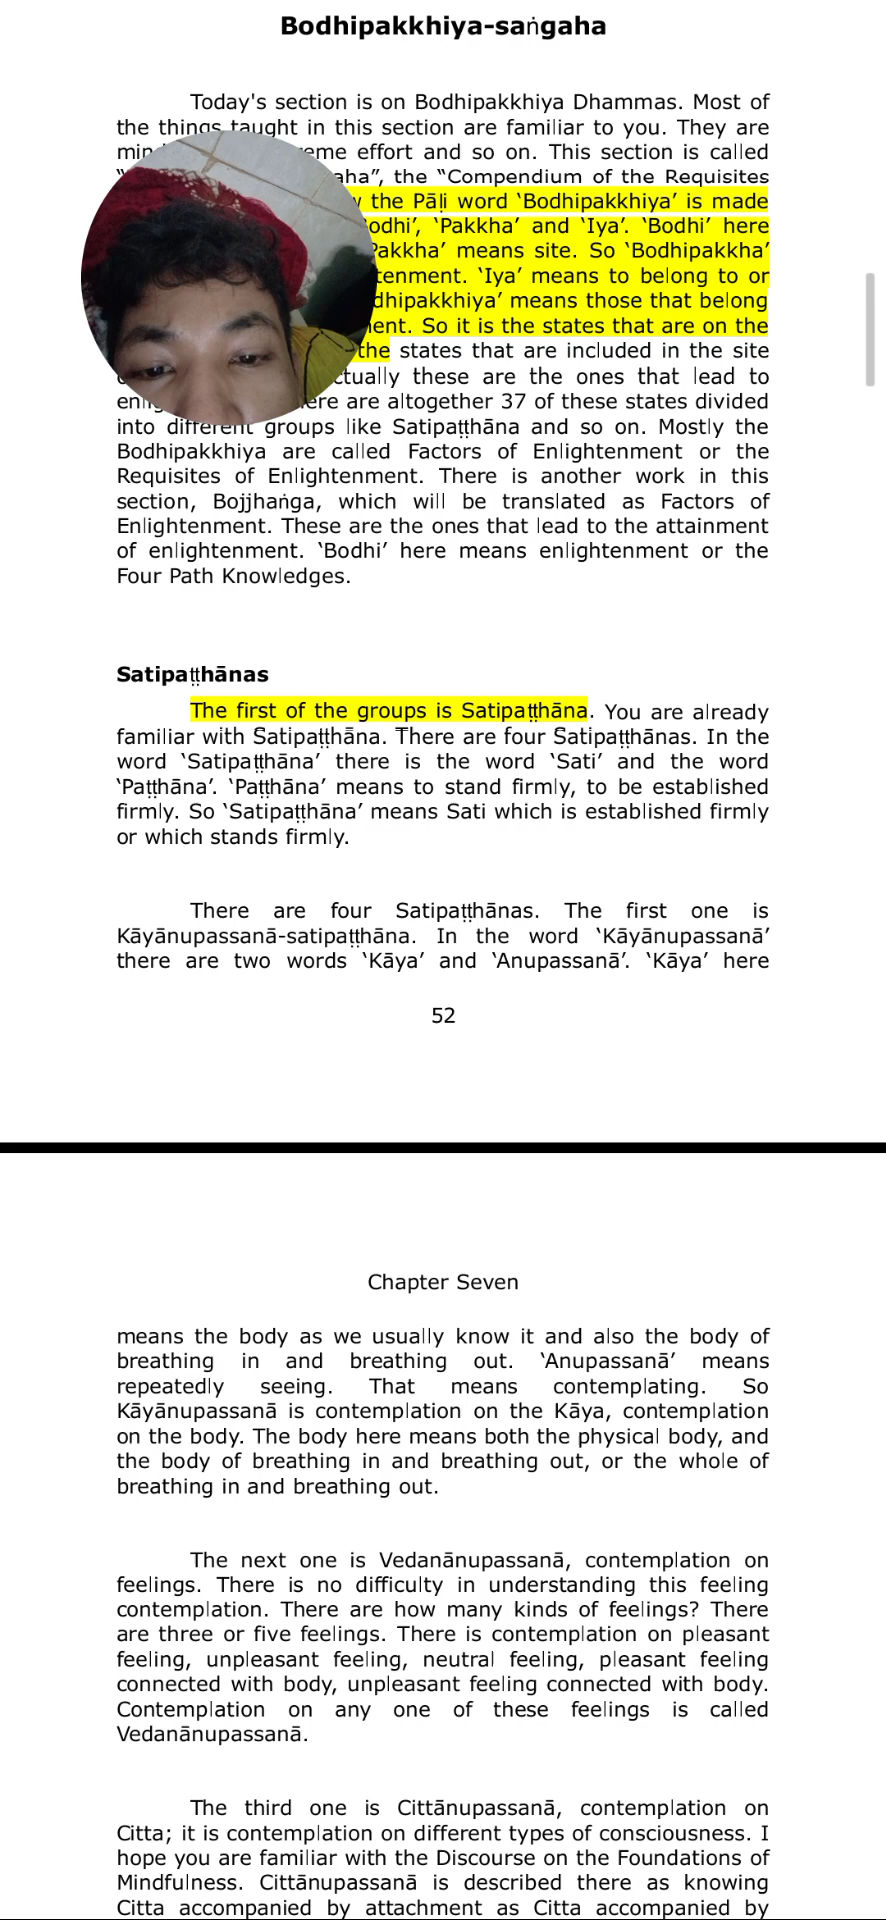 Bodhipakkhiya-saṅgaha
Today's section is on Bodhipakkhiya Dhammas. Most of
the things taught in this section are familiar to you. They are
effort and so on. This section is called
the “Compendium of the Requisites
the Pāḷi word ‘Bodhipakkhiya’ is made
‘Pakkha’ and ‘Iya’. ‘Bodhi’ here
means site. So ‘Bodhipakkha’
‘Iya’ means to belong to or
means those that belong
So it is the states that are on the
the states that are included in the site
these are the ones that lead to
are altogether 37 of these states divided
into different groups like Satipaṭṭhāna and so on. Mostly the
Bodhipakkhiya are called Factors of Enlightenment or the
Requisites of Enlightenment. There is another work in this
section, Bojjhaṅga, which will be translated as Factors of
Enlightenment. These are the ones that lead to the attainment
of enlightenment. ‘Bodhi’ here means enlightenment or the
Four Path Knowledges.
Satipaṭṭhānas
The first of the groups is Satipaṭṭhāna. You are already
familiar with Satipaṭṭhāna. There are four Satipaṭṭhānas. In the
word ‘Satipaṭṭhāna’ there is the word ‘Sati’ and the word
‘Paṭṭhāna’. ‘Paṭṭhāna’ means to stand firmly, to be established
firmly. So ‘Satipaṭṭhāna’ means Sati which is established firmly
or which stands firmly.
There are four Satipaṭṭhānas. The first one is
Kāyānupassanā-satipaṭṭhāna. In the word ‘Kāyānupassanā’
there are two words ‘Kāya’ and ‘Anupassanā’. ‘Kāya’ here
52
Chapter Seven
means the body as we usually know it and also the body of
breathing in and breathing out. ‘Anupassanā’ means
repeatedly seeing. That means contemplating. So
Kāyānupassanā is contemplation on the Kāya, contemplation
on the body. The body here means both the physical body, and
the body of breathing in and breathing out, or the whole of
breathing in and breathing out.
The next one is Vedanānupassanā, contemplation on
feelings. There is no difficulty in understanding this feeling
contemplation. There are how many kinds of feelings? There
are three or five feelings. There is contemplation on pleasant
feeling, unpleasant feeling, neutral feeling, pleasant feeling
connected with body, unpleasant feeling connected with body.
Contemplation on any one of these feelings is called
Vedanānupassanā.
The third one is Cittānupassanā, contemplation on
Citta; it is contemplation on different types of consciousness. I
hope you are familiar with the Discourse on the Foundations of
Mindfulness. Cittānupassanā is described there as knowing
Citta accompanied by attachment as Citta accompanied by